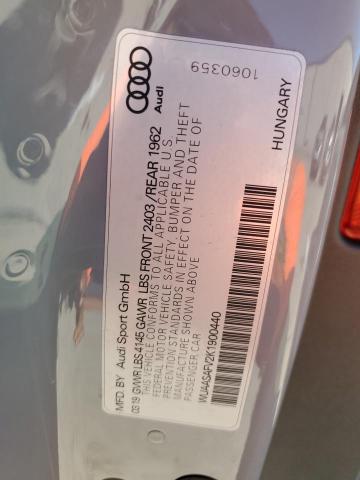 Audi
1060359
MFD. BY Audi Sport GmbH
03.19 GVWR LBS 4145 GAWR LBS FRONT 2403 /REAR 1962
THIS VEHICLE CONFORMS TO ALL APPLICABLE U.S.
FEDERAL MOTOR VEHICLE SAFETY, BUMPER AND THEFT
PREVENTION STANDARDS IN EFFECT ON THE DATE OF
MANUFACTURE SHOWN ABOVE
PASSENGER CAR
WUAASAFV2K1900440
HUNGARY